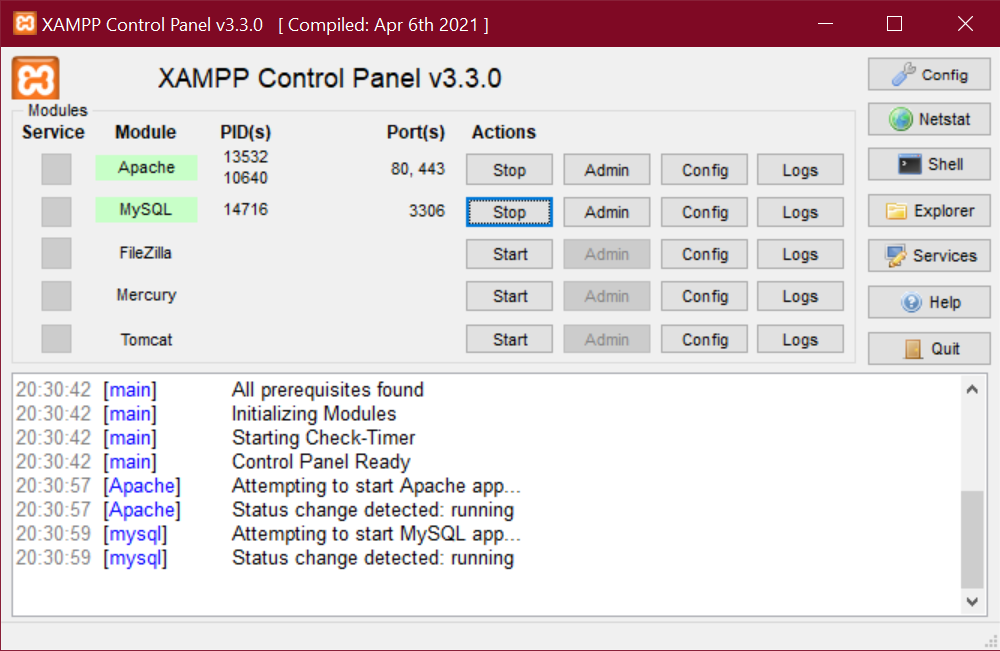 XAMPP Control Panel v3.3.0 [ Compiled: Apr 6th 2021 ]
XAMPP Control Panel v3.3.0
Config
Modules
Service Module PID(s) Port(s) Actions
Netstat
Apache 13532 10640 80, 443 Stop Admin Config Logs
Shell
MySQL 14716 3306 Stop Admin Config Logs
Explorer
FileZilla Start Admin Config Logs
Services
Mercury Start Admin Config Logs
Help
Tomcat Start Admin Config Logs
Quit
20:30:42 [main] All prerequisites found
20:30:42 [main] Initializing Modules
20:30:42 [main] Starting Check-Timer
20:30:42 [main] Control Panel Ready
20:30:57 [Apache] Attempting to start Apache app...
20:30:57 [Apache] Status change detected: running
20:30:59 [mysql] Attempting to start MySQL app...
20:30:59 [mysql] Status change detected: running